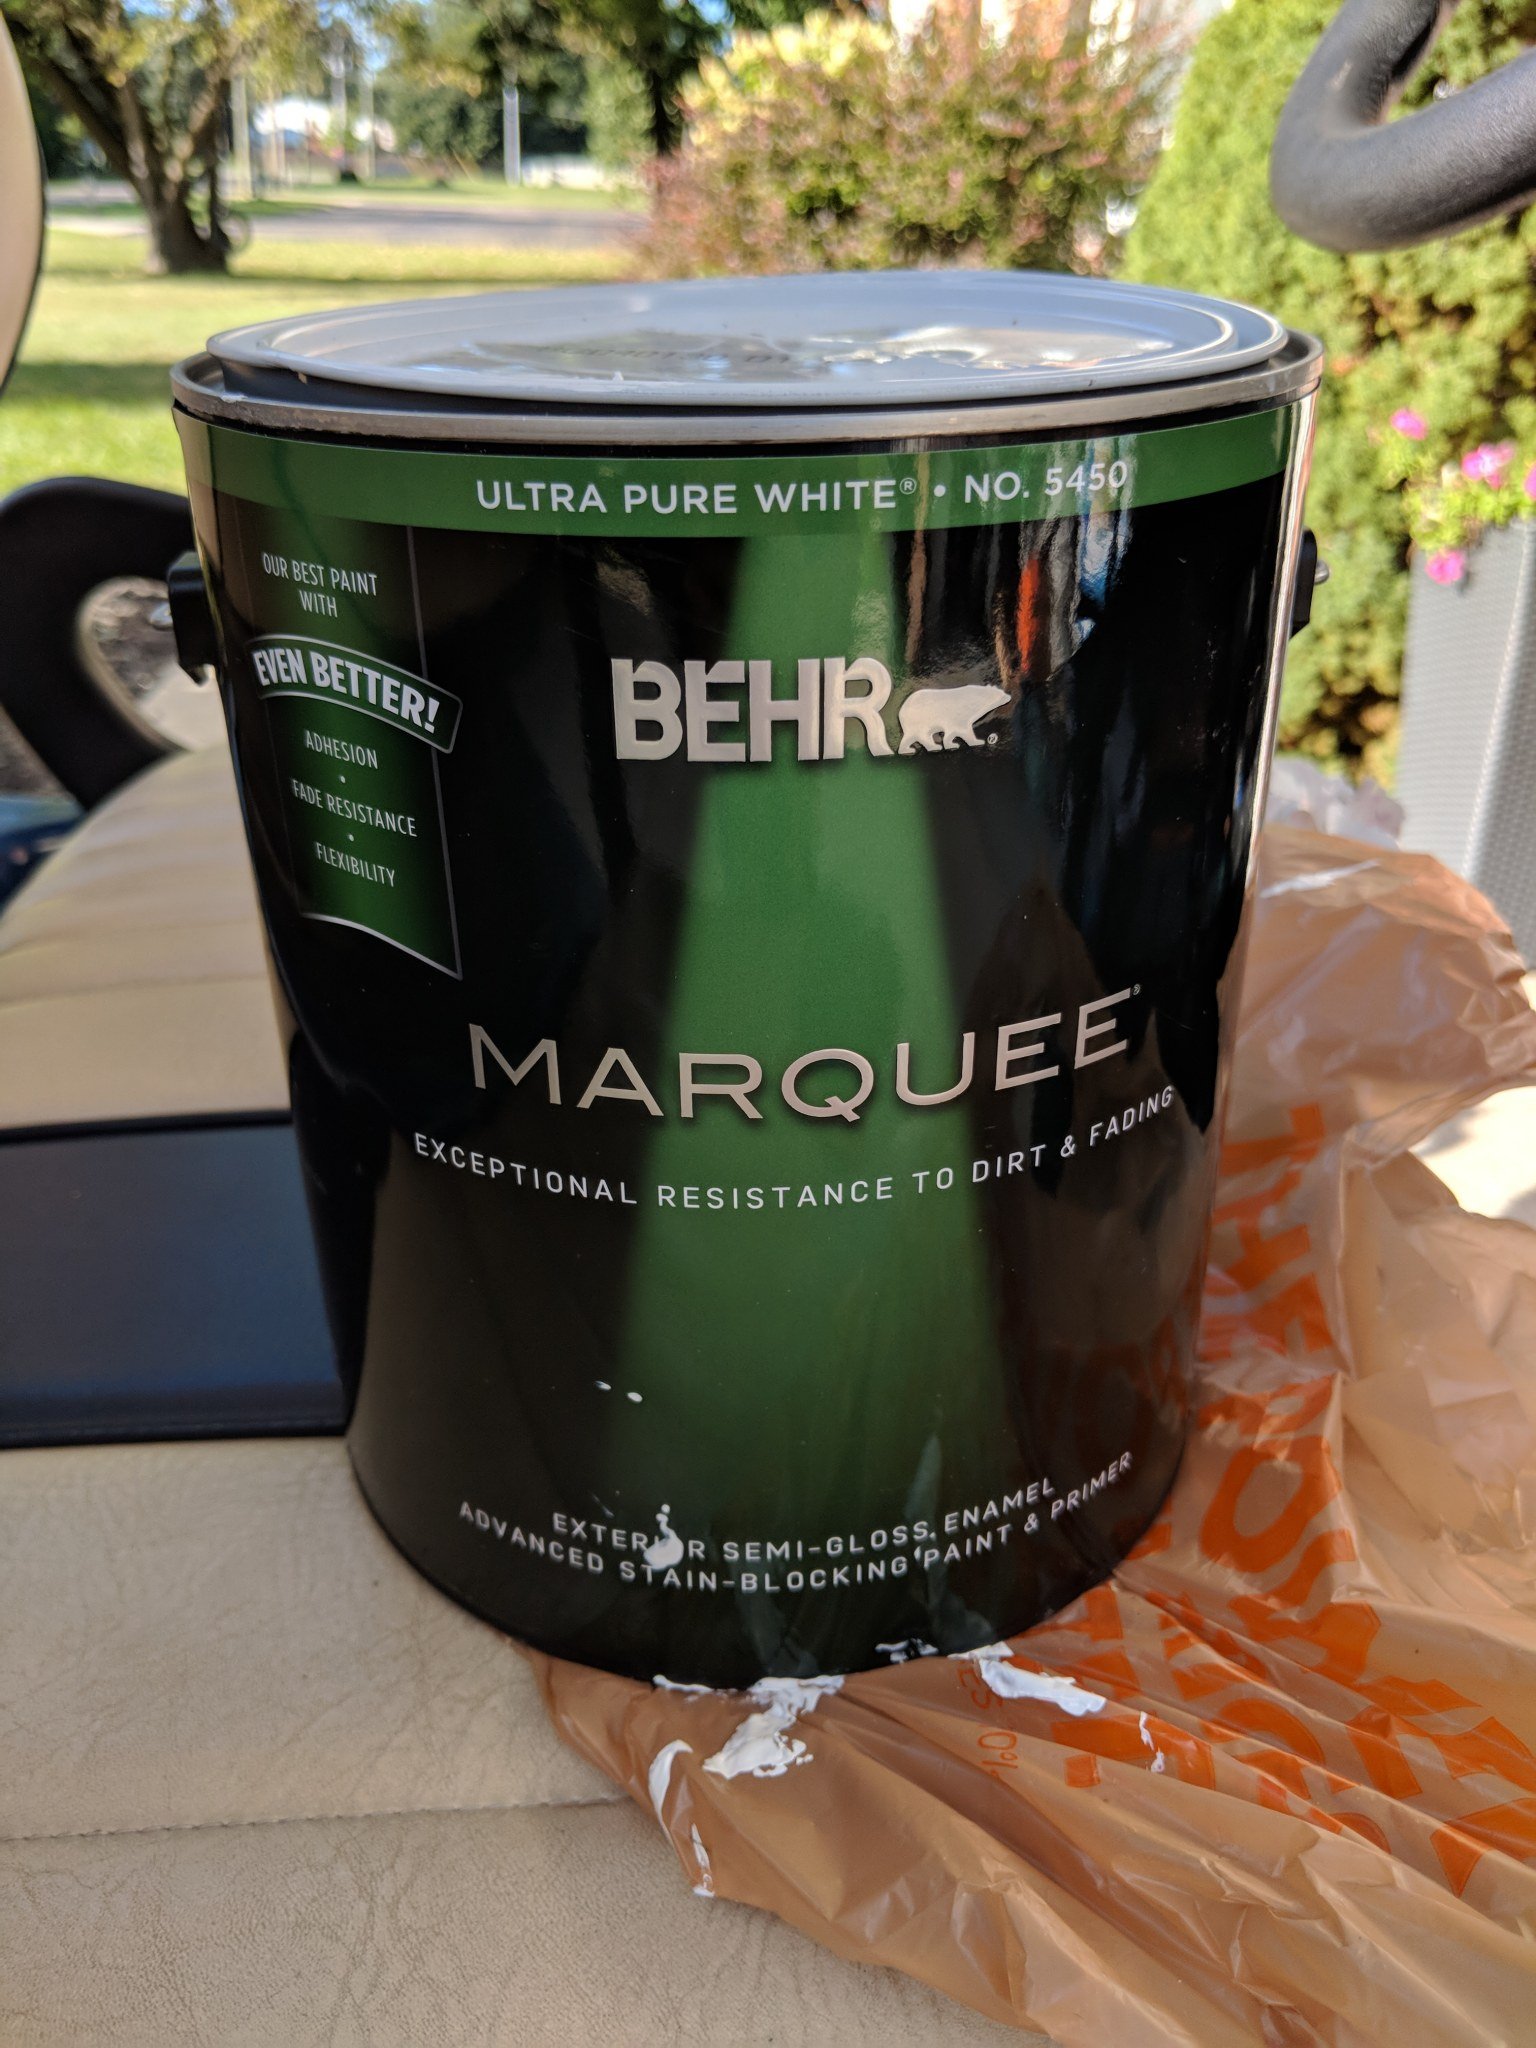 ULTRA PURE WHITE® • NO. 5450
OUR BEST PAINT
WITH
EVEN BETTER!
ADHESION
•
FADE RESISTANCE
•
FLEXIBILITY
BEHR
MARQUEE®
EXCEPTIONAL RESISTANCE TO DIRT & FADING
EXTERIOR SEMI-GLOSS ENAMEL
ADVANCED STAIN-BLOCKING PAINT & PRIMER